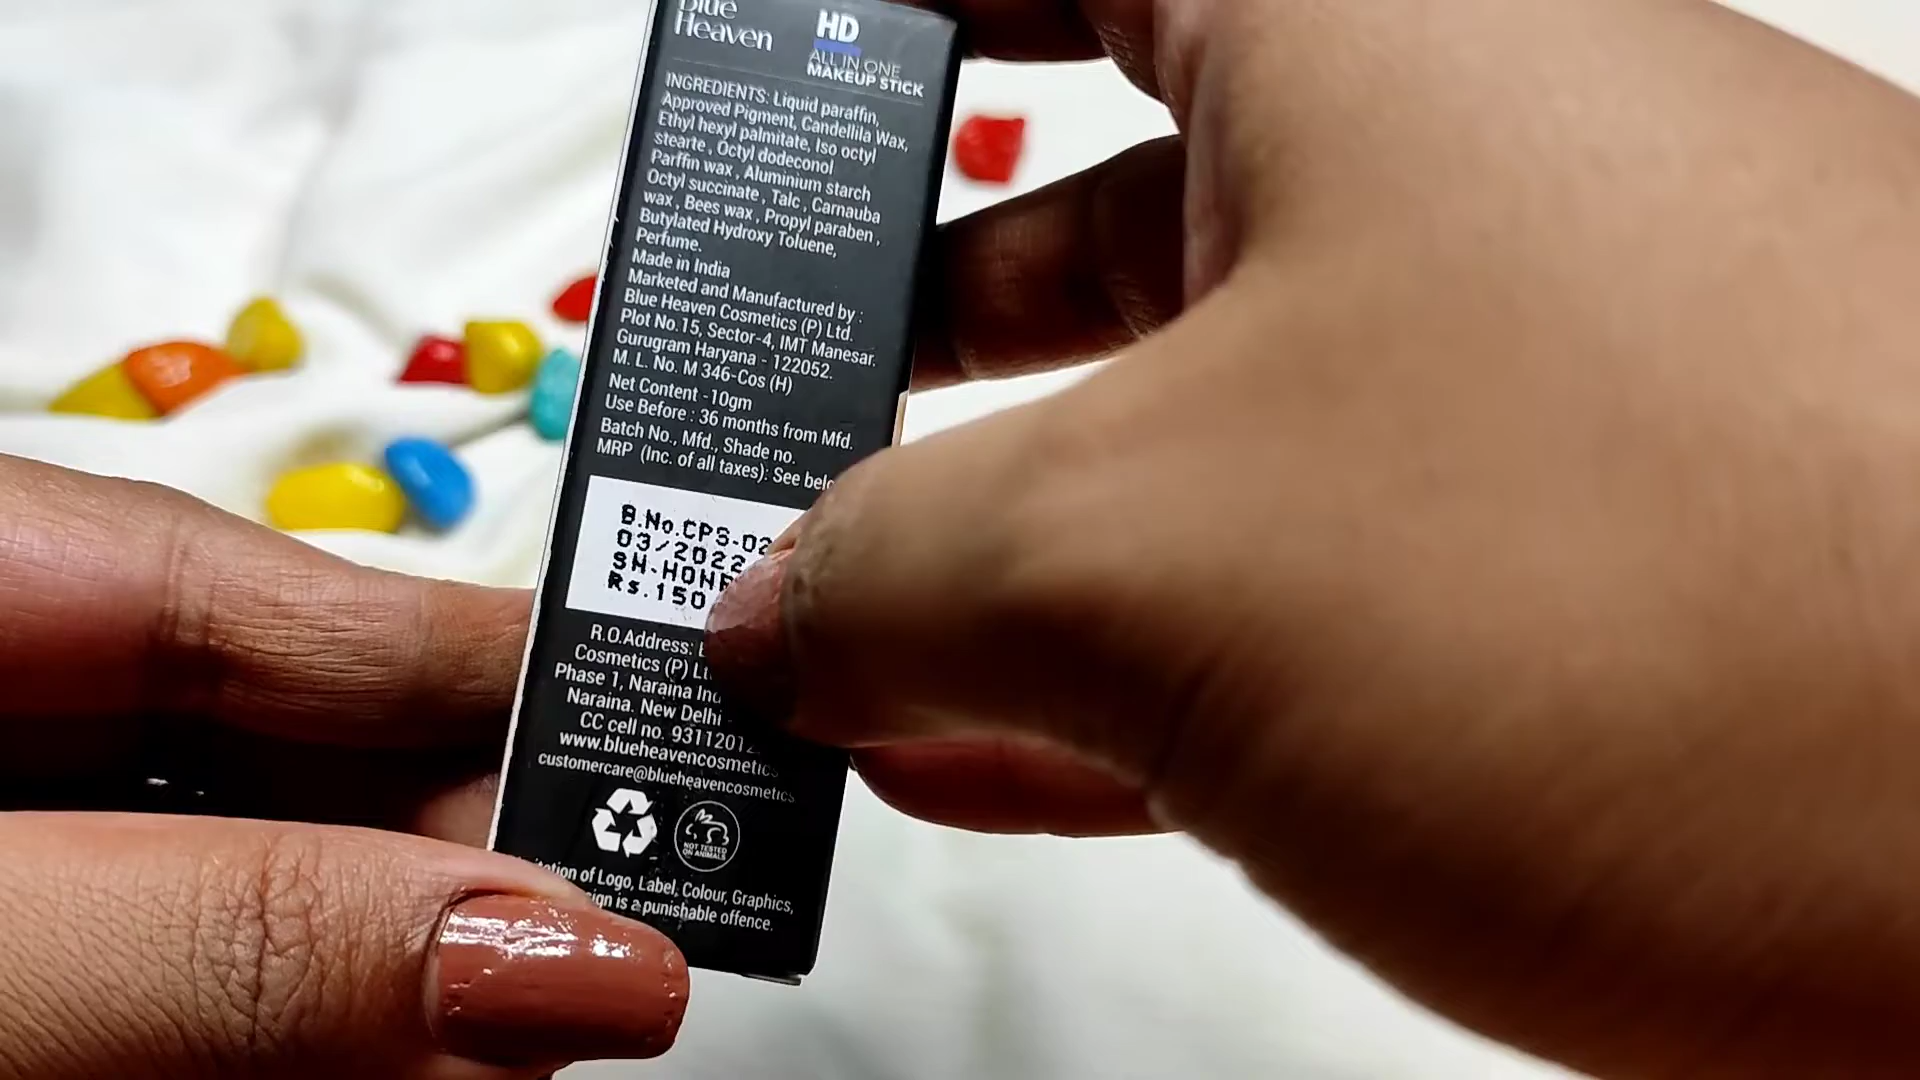 Blue
Heaven
HD
ALL IN ONE
MAKEUP STICK
INGREDIENTS: Liquid paraffin,
Approved Pigment, Candellila Wax,
Ethyl hexyl palmitate, Iso octyl
stearte , Octyl dodeconol
Parffin wax , Aluminium starch
Octyl succinate , Talc , Carnauba
wax , Bees wax , Propyl paraben ,
Butylated Hydroxy Toluene,
Perfume.
Made in India
Marketed and Manufactured by :
Blue Heaven Cosmetics (P) Ltd.
Plot No.15, Sector-4, IMT Manesar.
Gurugram Haryana - 122052.
M. L. No. M 346-Cos (H)
Net Content -10gm
Use Before : 36 months from Mfd.
Batch No., Mfd., Shade no.
MRP (Inc. of all taxes): See
B.No.CPS-02
03/2022
SH-HONE
Rs.150
R.O.Address:
Cosmetics (P)
Phase 1, Naraina
Naraina. New Delhi -
CC cell no. 9311201
www.blueheavencosmetics
customercare@blueheavencosmetics
NOT TESTED
ON ANIMALS
of Logo, Label, Colour, Graphics,
is a punishable offence.